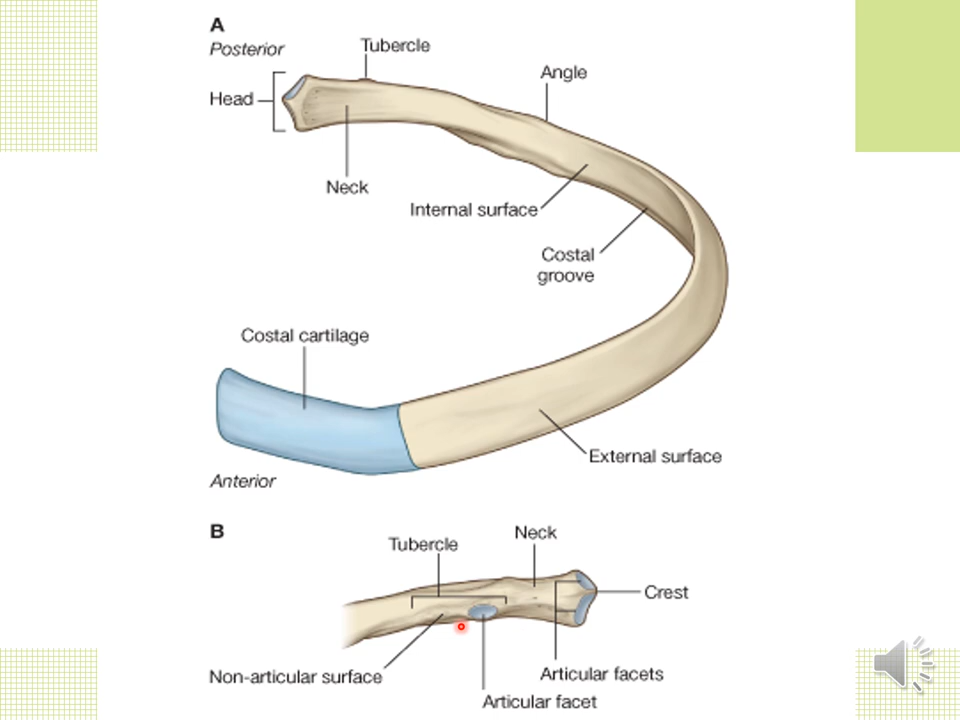 A
Posterior
Tubercle
Angle
Head
Neck
Internal surface
Costal
groove
Costal cartilage
External surface
Anterior
B
Tubercle
Neck
Crest
Non-articular surface
Articular facets
Articular facet